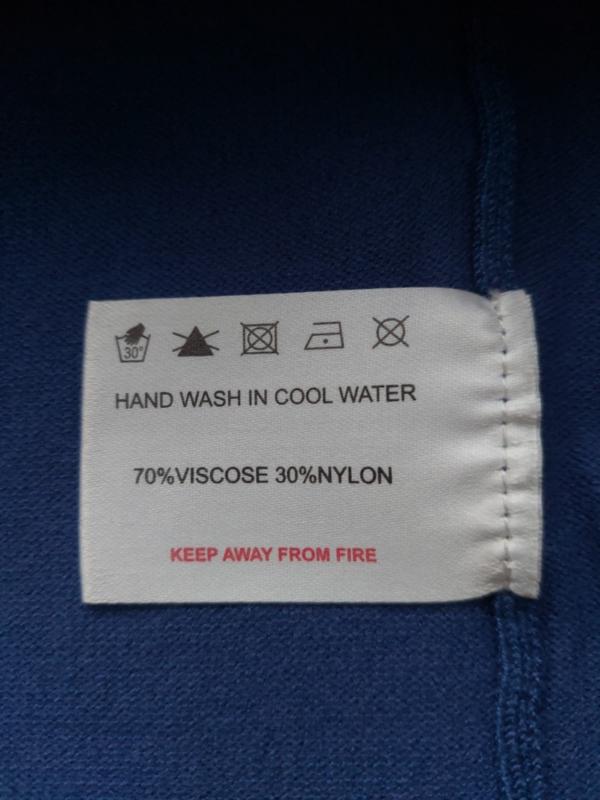 30°
HAND WASH IN COOL WATER
70%VISCOSE 30%NYLON
KEEP AWAY FROM FIRE